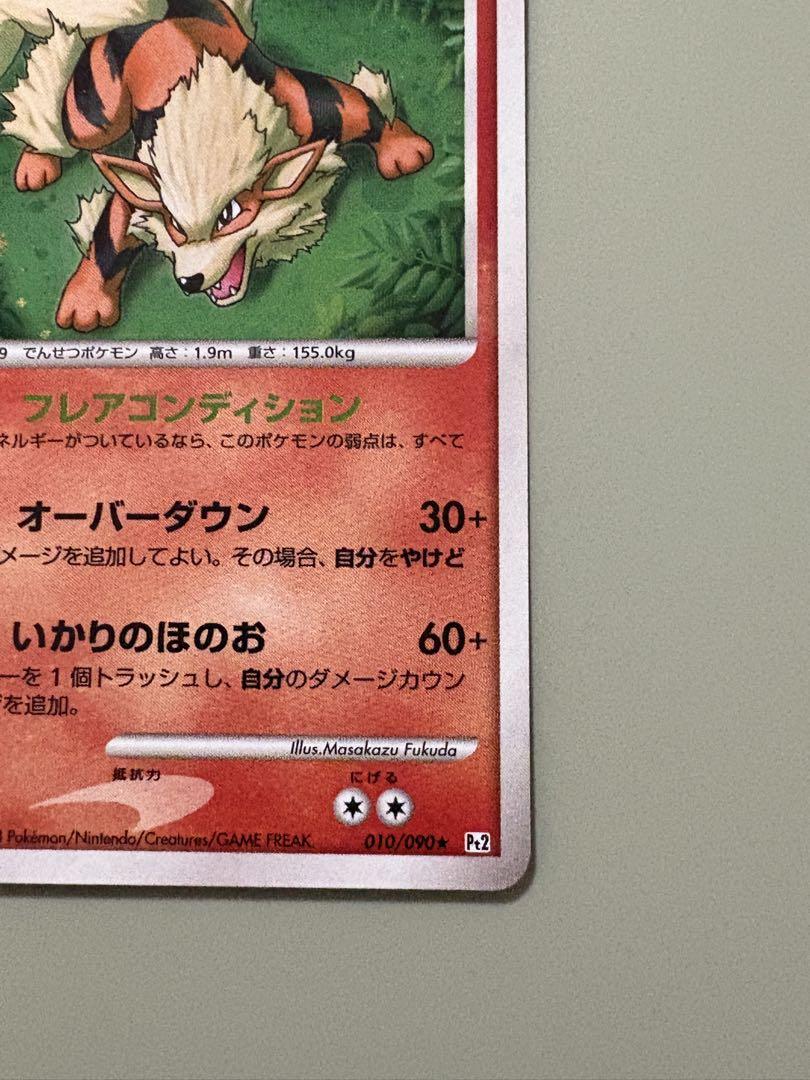 9 でんせつポケモン 高さ：1.9m 重さ：155.0kg
フレアコンディション
ネルギーがついているなら、このポケモンの弱点は、すべて
オーバーダウン 30+
メージを追加してよい。その場合、自分をやけど
いかりのほのお 60+
ーを1個トラッシュし、自分のダメージカウン
を追加。
Illus.Masakazu Fukuda
抵抗力 にげる
Pokémon/Nintendo/Creatures/GAME FREAK. 010/090★ Pt2